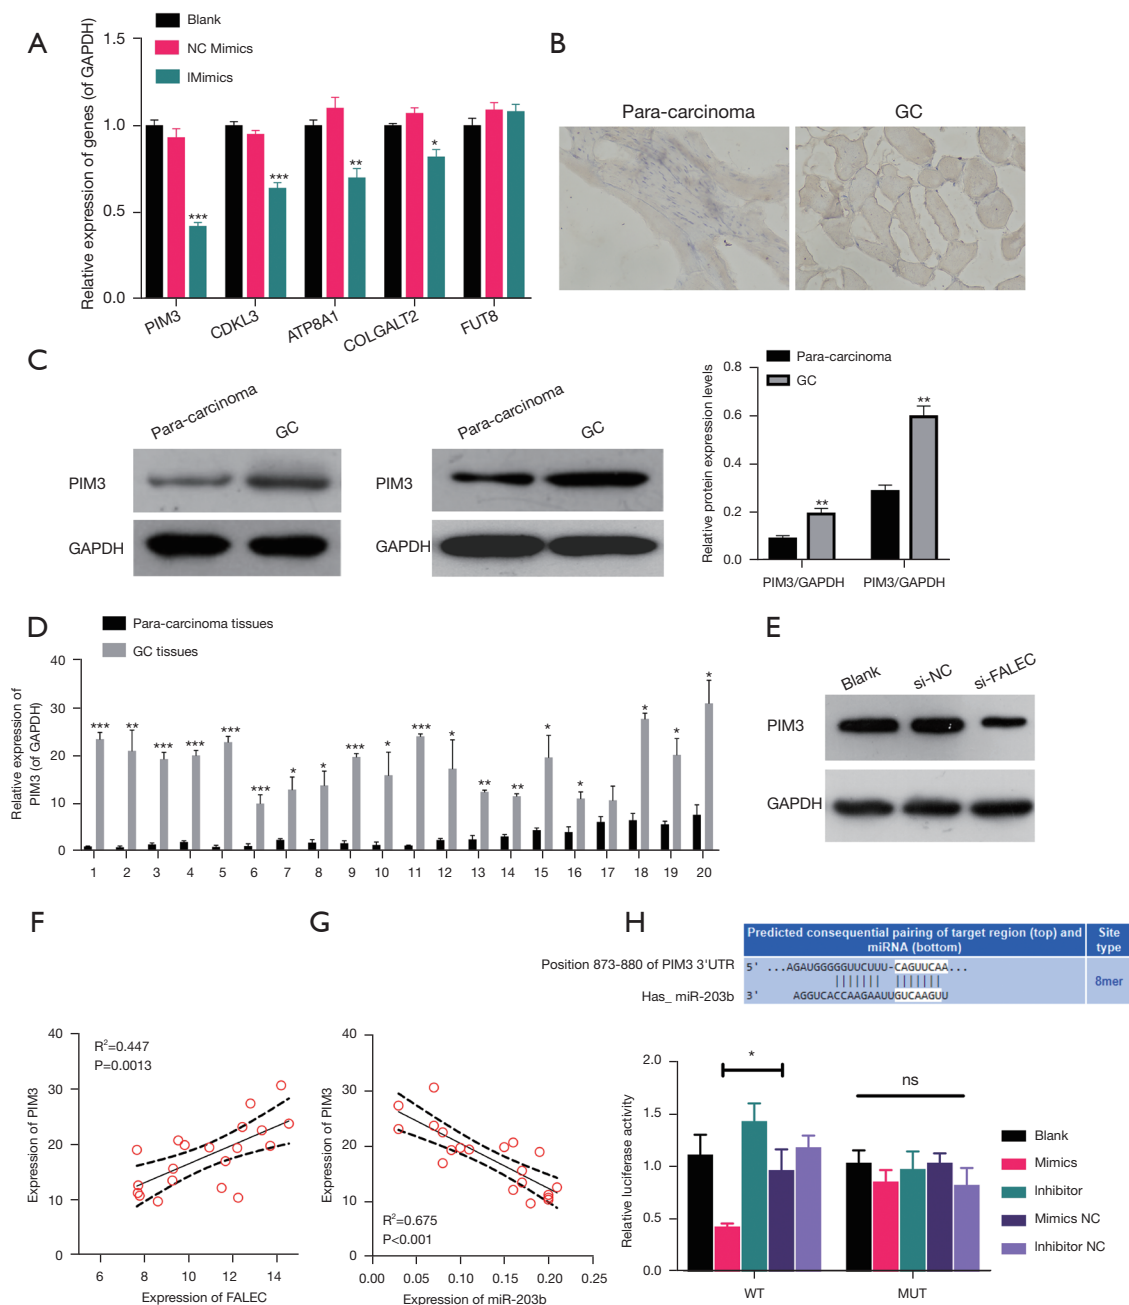 A
Blank
NC Mimics
IMimics
Relative expression of genes (of GAPDH)
1.5
1.0
0.5
0.0
***
***
**
*
PIM3
CDKL3
ATP8A1
COLGALT2
FUT8
B
Para-carcinoma
GC
C
Para-carcinoma
GC
PIM3
GAPDH
Para-carcinoma
GC
PIM3
GAPDH
Para-carcinoma
GC
Relative protein expression levels
0.8
0.6
0.4
0.2
0.0
**
**
PIM3/GAPDH
PIM3/GAPDH
D
Para-carcinoma tissues
GC tissues
Relative expression of
PIM3 (of GAPDH)
40
30
20
10
0
*** ** *** *** *** *** * * *** * *** * ** ** * * * * *
1 2 3 4 5 6 7 8 9 10 11 12 13 14 15 16 17 18 19 20
E
Blank
si-NC
si-FALEC
PIM3
GAPDH
F
R²=0.447
P=0.0013
Expression of PIM3
40
30
20
10
0
6 8 10 12 14
Expression of FALEC
G
Expression of PIM3
40
30
20
10
0
R²=0.675
P<0.001
0.00 0.05 0.10 0.15 0.20 0.25
Expression of miR-203b
H
Predicted consequential pairing of target region (top) and
miRNA (bottom)
Site
type
Position 873-880 of PIM3 3'UTR
5' ...AGAUGGGGGUUCUUU-CAGUUCAA...
8mer
Has_ miR-203b
3' AGGUCACCAAGAAUUGUCAAGUU
Relative luciferase activity
2.0
1.5
1.0
0.5
0.0
*
ns
WT
MUT
Blank
Mimics
Inhibitor
Mimics NC
Inhibitor NC